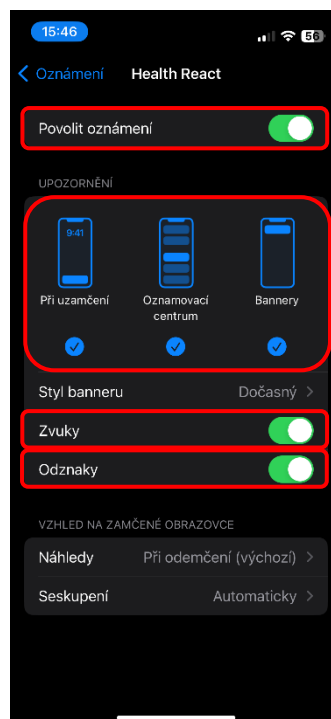 15:46
56
Oznámení
Health React
Povolit oznámení
UPOZORNĚNÍ
9:41
Při uzamčení
Oznamovací
centrum
Bannery
Styl banneru
Dočasný
Zvuky
Odznaky
VZHLED NA ZAMČENÉ OBRAZOVCE
Náhledy
Při odemčení (výchozí)
Seskupení
Automaticky